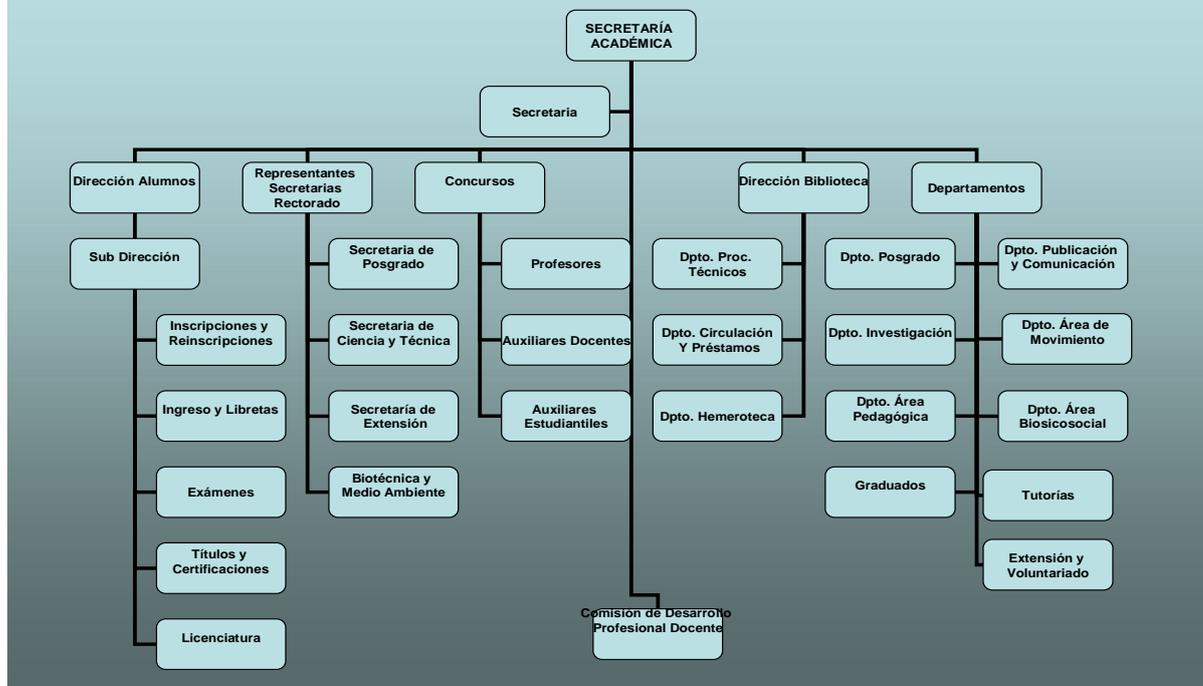 SECRETARÍA
ACADÉMICA
Secretaria
Dirección Alumnos
Representantes
Secretarias
Rectorado
Concursos
Dirección Biblioteca
Departamentos
Sub Dirección
Secretaria de
Posgrado
Profesores
Dpto. Proc.
Técnicos
Dpto. Posgrado
Dpto. Publicación
y Comunicación
Inscripciones y
Reinscripciones
Secretaria de
Ciencia y Técnica
Auxiliares Docentes
Dpto. Circulación
Y Préstamos
Dpto. Investigación
Dpto. Área de
Movimiento
Ingreso y Libretas
Secretaría de
Extensión
Auxiliares
Estudiantiles
Dpto. Hemeroteca
Dpto. Área
Pedagógica
Dpto. Área
Biosicosocial
Exámenes
Biotécnica y
Medio Ambiente
Graduados
Tutorías
Títulos y
Certificaciones
Extensión y
Voluntariado
Licenciatura
Comisión de Desarrollo
Profesional Docente